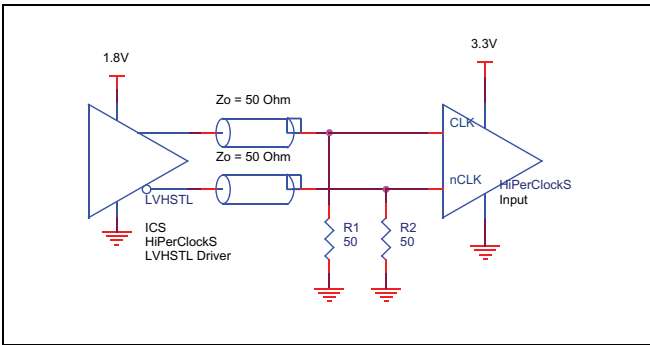 1.8V
3.3V
Zo = 50 Ohm
CLK
Zo = 50 Ohm
nCLK
LVHSTL
HiPerClockS
Input
ICS
HiPerClockS
LVHSTL Driver
R1
50
R2
50